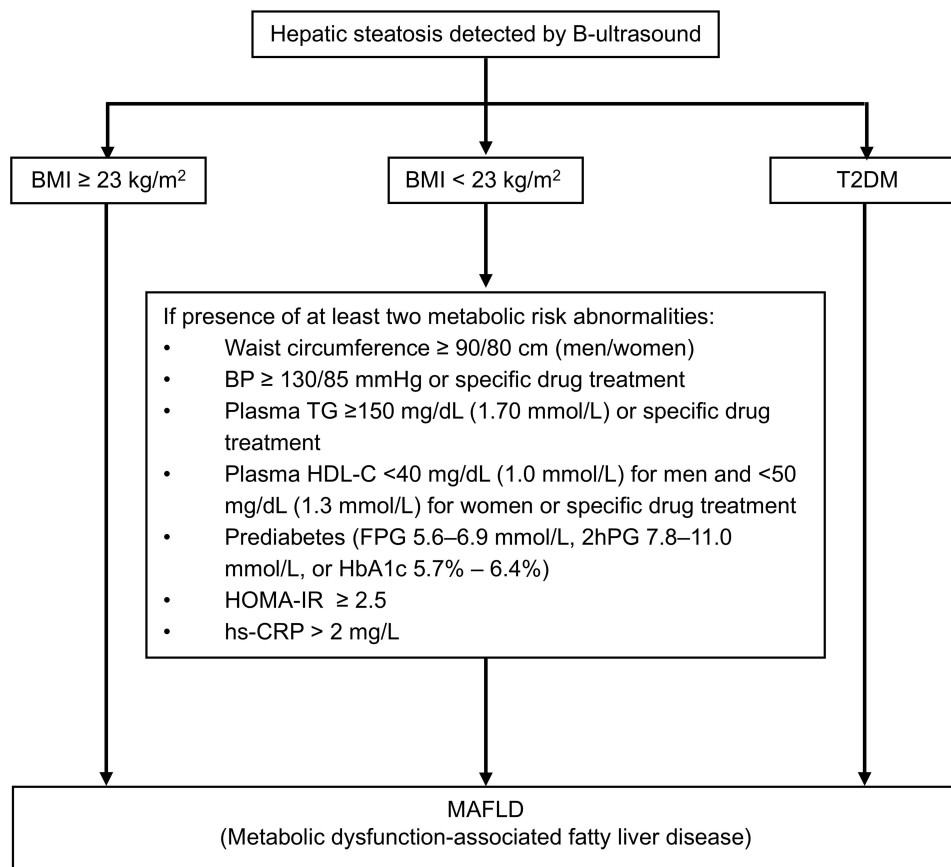 Hepatic steatosis detected by B-ultrasound
BMI ≥ 23 kg/m²
BMI < 23 kg/m²
T2DM
If presence of at least two metabolic risk abnormalities:
• Waist circumference ≥ 90/80 cm (men/women)
• BP ≥ 130/85 mmHg or specific drug treatment
• Plasma TG ≥150 mg/dL (1.70 mmol/L) or specific drug
treatment
• Plasma HDL-C <40 mg/dL (1.0 mmol/L) for men and <50
mg/dL (1.3 mmol/L) for women or specific drug treatment
• Prediabetes (FPG 5.6–6.9 mmol/L, 2hPG 7.8–11.0
mmol/L, or HbA1c 5.7% – 6.4%)
• HOMA-IR ≥ 2.5
• hs-CRP > 2 mg/L
MAFLD
(Metabolic dysfunction-associated fatty liver disease)